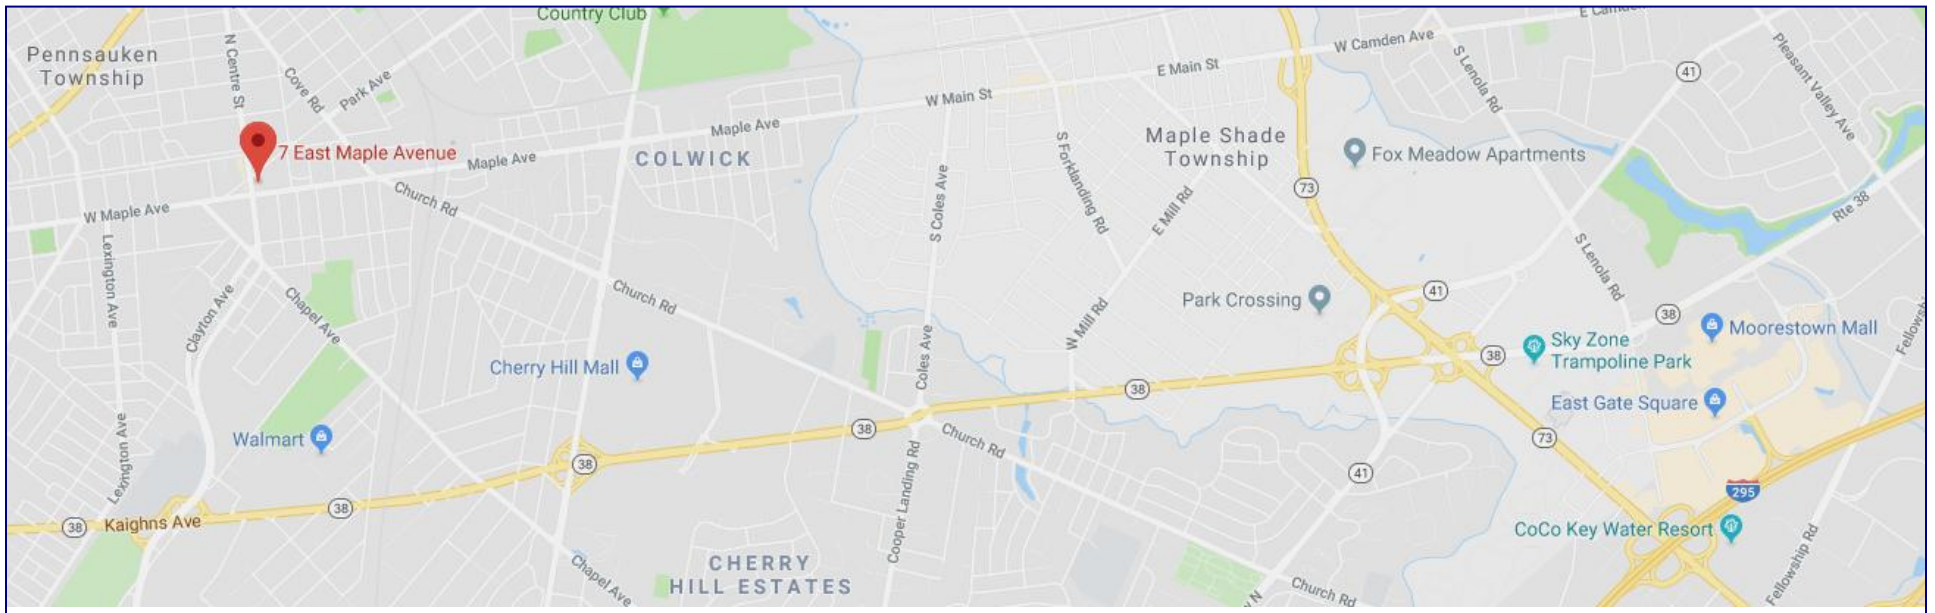 Country Club
E Camden
Pennsauken
Township
N Centre St
Cove Rd
Park Ave
W Camden Ave
S Lenola Rd
41
Pleasant Valley Ave
E Main St
W Main St
Maple Ave
7 East Maple Avenue
Maple Ave
COLWICK
Maple Shade
Township
Fox Meadow Apartments
S Forklanding Rd
73
Church Rd
W Maple Ave
S Coles Ave
E Mill Rd
Rte 38
Lexington Ave
S Lenola Rd
Clayton Ave
Chapel Ave
Church Rd
W Mill Rd
Park Crossing
41
38
Moorestown Mall
Coles Ave
Cherry Hill Mall
38
Sky Zone
Trampoline Park
38
East Gate Square
Walmart
38
Church Rd
73
Lexington Ave
38
Cooper Landing Rd
41
295
38
38
Kaighns Ave
CoCo Key Water Resort
Chapel Ave
CHERRY
HILL ESTATES
Church Rd
Fellowship Rd